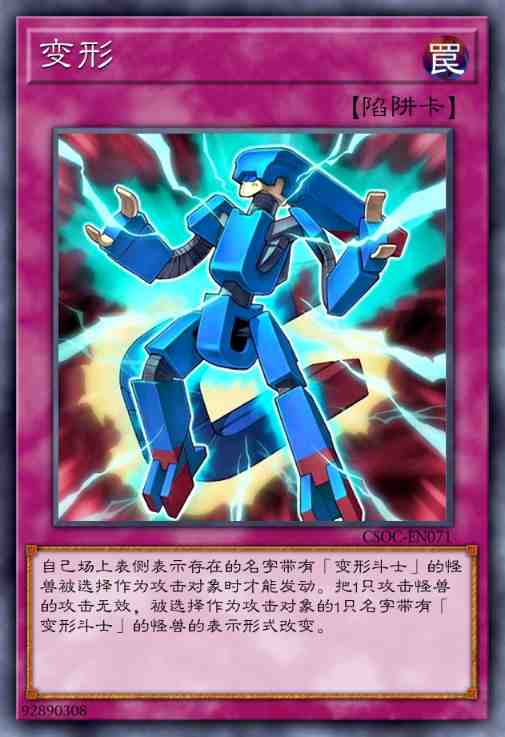 变形
罠
【陷阱卡】
CSOC-EN071
自己场上表侧表示存在的名字带有「变形斗士」的怪
兽被选择作为攻击对象时才能发动。把1只攻击怪兽
的攻击无效，被选择作为攻击对象的1只名字带有「
变形斗士」的怪兽的表示形式改变。
92890308